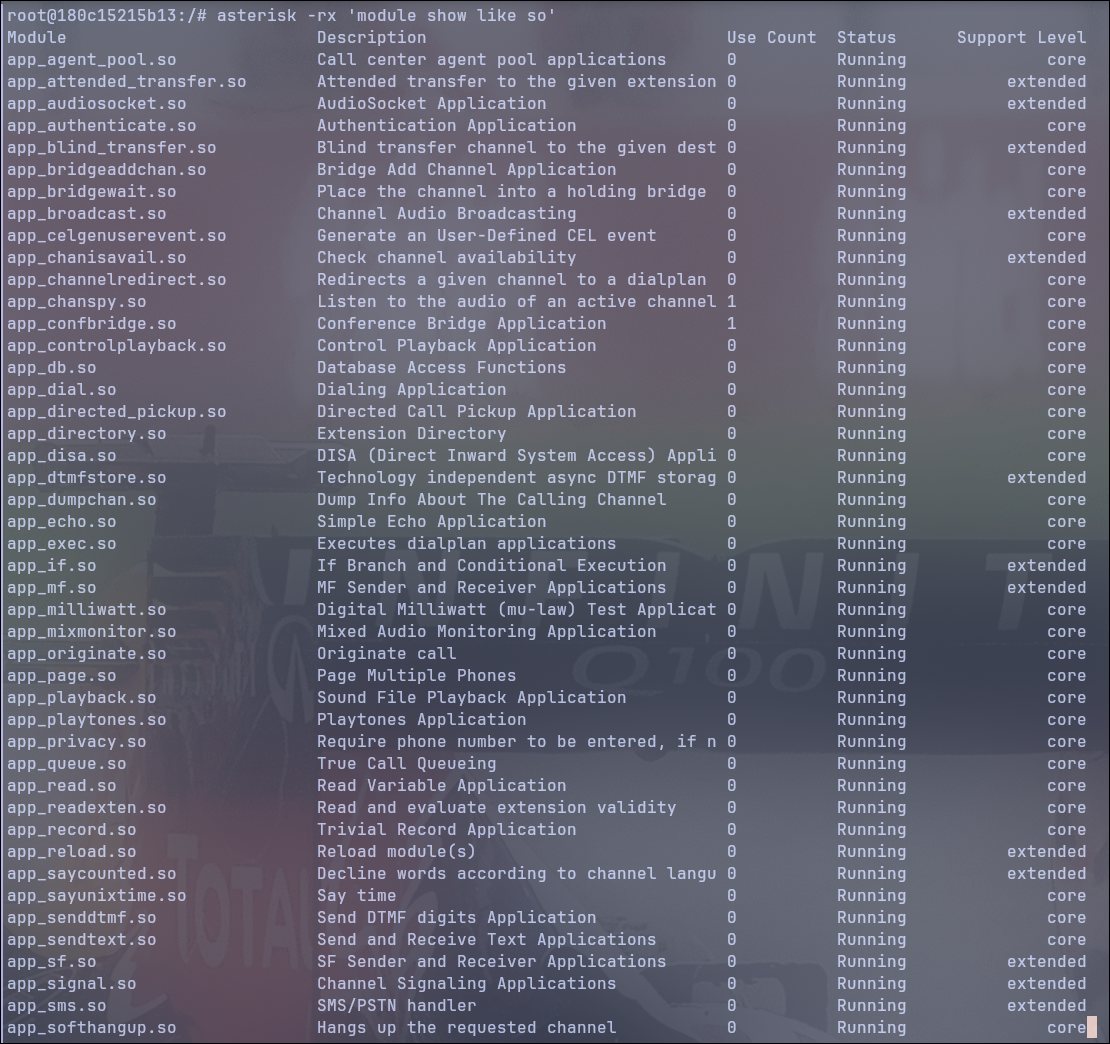 root@180c15215b13:/# asterisk -rx 'module show like so'
Module Description Use Count Status Support Level
app_agent_pool.so Call center agent pool applications 0 Running core
app_attended_transfer.so Attended transfer to the given extension 0 Running extended
app_audiosocket.so AudioSocket Application 0 Running extended
app_authenticate.so Authentication Application 0 Running core
app_blind_transfer.so Blind transfer channel to the given dest 0 Running extended
app_bridgeaddchan.so Bridge Add Channel Application 0 Running core
app_bridgewait.so Place the channel into a holding bridge 0 Running core
app_broadcast.so Channel Audio Broadcasting 0 Running extended
app_celgenuserevent.so Generate an User-Defined CEL event 0 Running core
app_chanisavail.so Check channel availability 0 Running extended
app_channelredirect.so Redirects a given channel to a dialplan 0 Running core
app_chanspy.so Listen to the audio of an active channel 1 Running core
app_confbridge.so Conference Bridge Application 1 Running core
app_controlplayback.so Control Playback Application 0 Running core
app_db.so Database Access Functions 0 Running core
app_dial.so Dialing Application 0 Running core
app_directed_pickup.so Directed Call Pickup Application 0 Running core
app_directory.so Extension Directory 0 Running core
app_disa.so DISA (Direct Inward System Access) Appli 0 Running core
app_dtmfstore.so Technology independent async DTMF storag 0 Running extended
app_dumpchan.so Dump Info About The Calling Channel 0 Running core
app_echo.so Simple Echo Application 0 Running core
app_exec.so Executes dialplan applications 0 Running core
app_if.so If Branch and Conditional Execution 0 Running extended
app_mf.so MF Sender and Receiver Applications 0 Running extended
app_milliwatt.so Digital Milliwatt (mu-law) Test Applicat 0 Running core
app_mixmonitor.so Mixed Audio Monitoring Application 0 Running core
app_originate.so Originate call 0 Running core
app_page.so Page Multiple Phones 0 Running core
app_playback.so Sound File Playback Application 0 Running core
app_playtones.so Playtones Application 0 Running core
app_privacy.so Require phone number to be entered, if n 0 Running core
app_queue.so True Call Queueing 0 Running core
app_read.so Read Variable Application 0 Running core
app_readexten.so Read and evaluate extension validity 0 Running core
app_record.so Trivial Record Application 0 Running core
app_reload.so Reload module(s) 0 Running extended
app_saycounted.so Decline words according to channel langu 0 Running extended
app_sayunixtime.so Say time 0 Running core
app_senddtmf.so Send DTMF digits Application 0 Running core
app_sendtext.so Send and Receive Text Applications 0 Running core
app_sf.so SF Sender and Receiver Applications 0 Running extended
app_signal.so Channel Signaling Applications 0 Running extended
app_sms.so SMS/PSTN handler 0 Running extended
app_softhangup.so Hangs up the requested channel 0 Running core
INFINIT
Q100
TOTAL